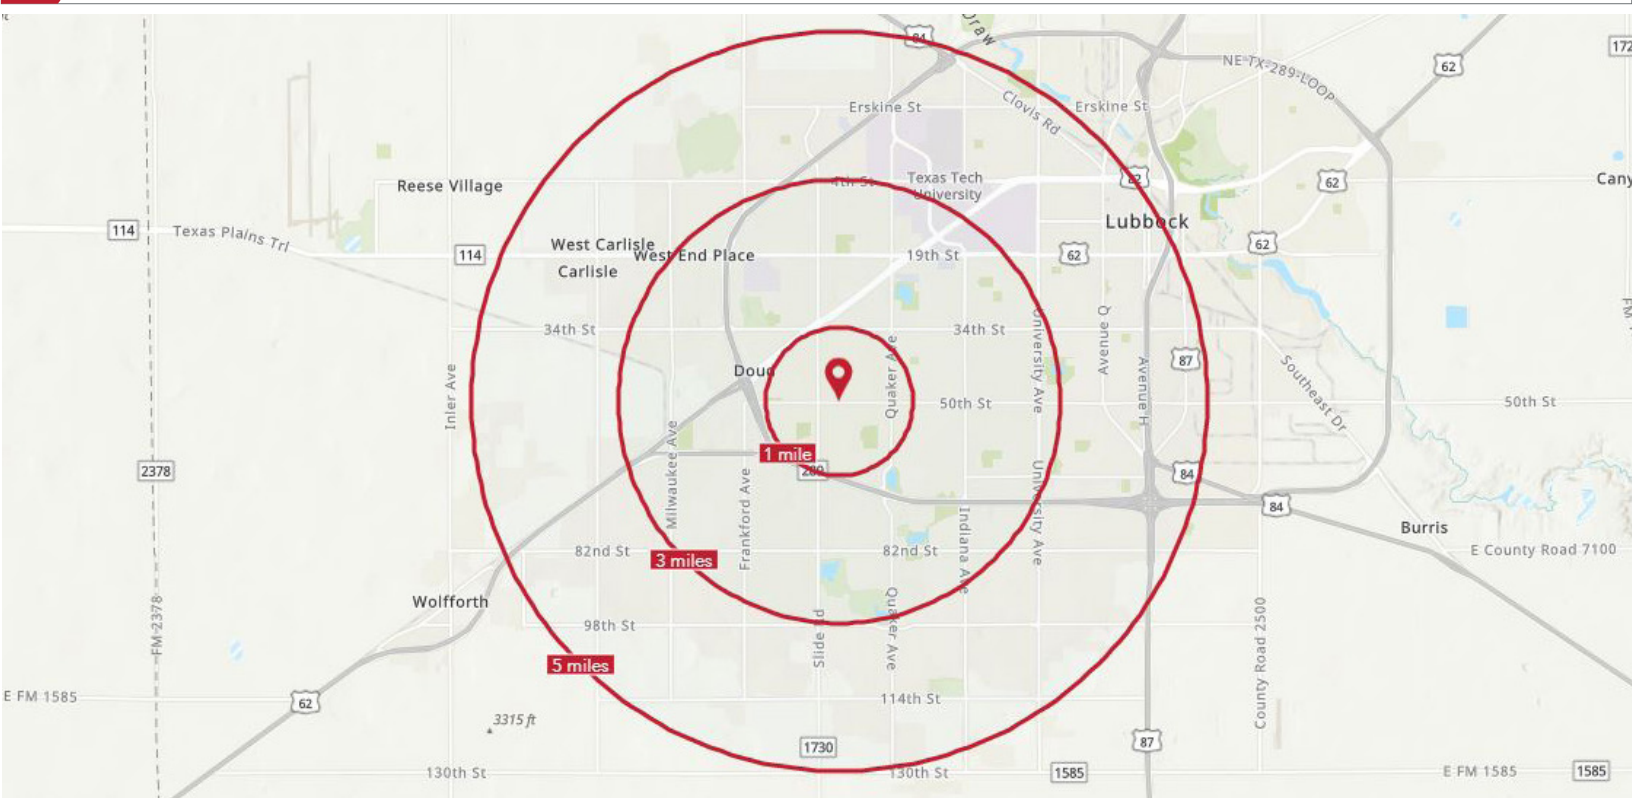 84
Draw
172
62
NE TX-289-LOOP
Clovis Rd
Erskine St
Erskine St
Reese Village
4th St
Texas Tech
University
62
62
Cany
Lubbock
114
Texas Plains Trl
114
West Carlisle
West End Place
Carlisle
19th St
62
62
34th St
34th St
University Ave
Avenue Q
FM 1
Quaker Ave
87
Inler Ave
Avenue H
Southeast Dr
50th St
50th St
Milwaukee Ave
1 mile
2378
Frankford Ave
University Ave
84
84
Indiana Ave
Burris
82nd St
3 miles
82nd St
E County Road 7100
Wolfforth
FM-2378
98th St
Slide Rd
Quaker Ave
County Road 2500
5 miles
E FM 1585
62
3315 ft
114th St
1730
87
130th St
130th St
1585
E FM 1585
1585